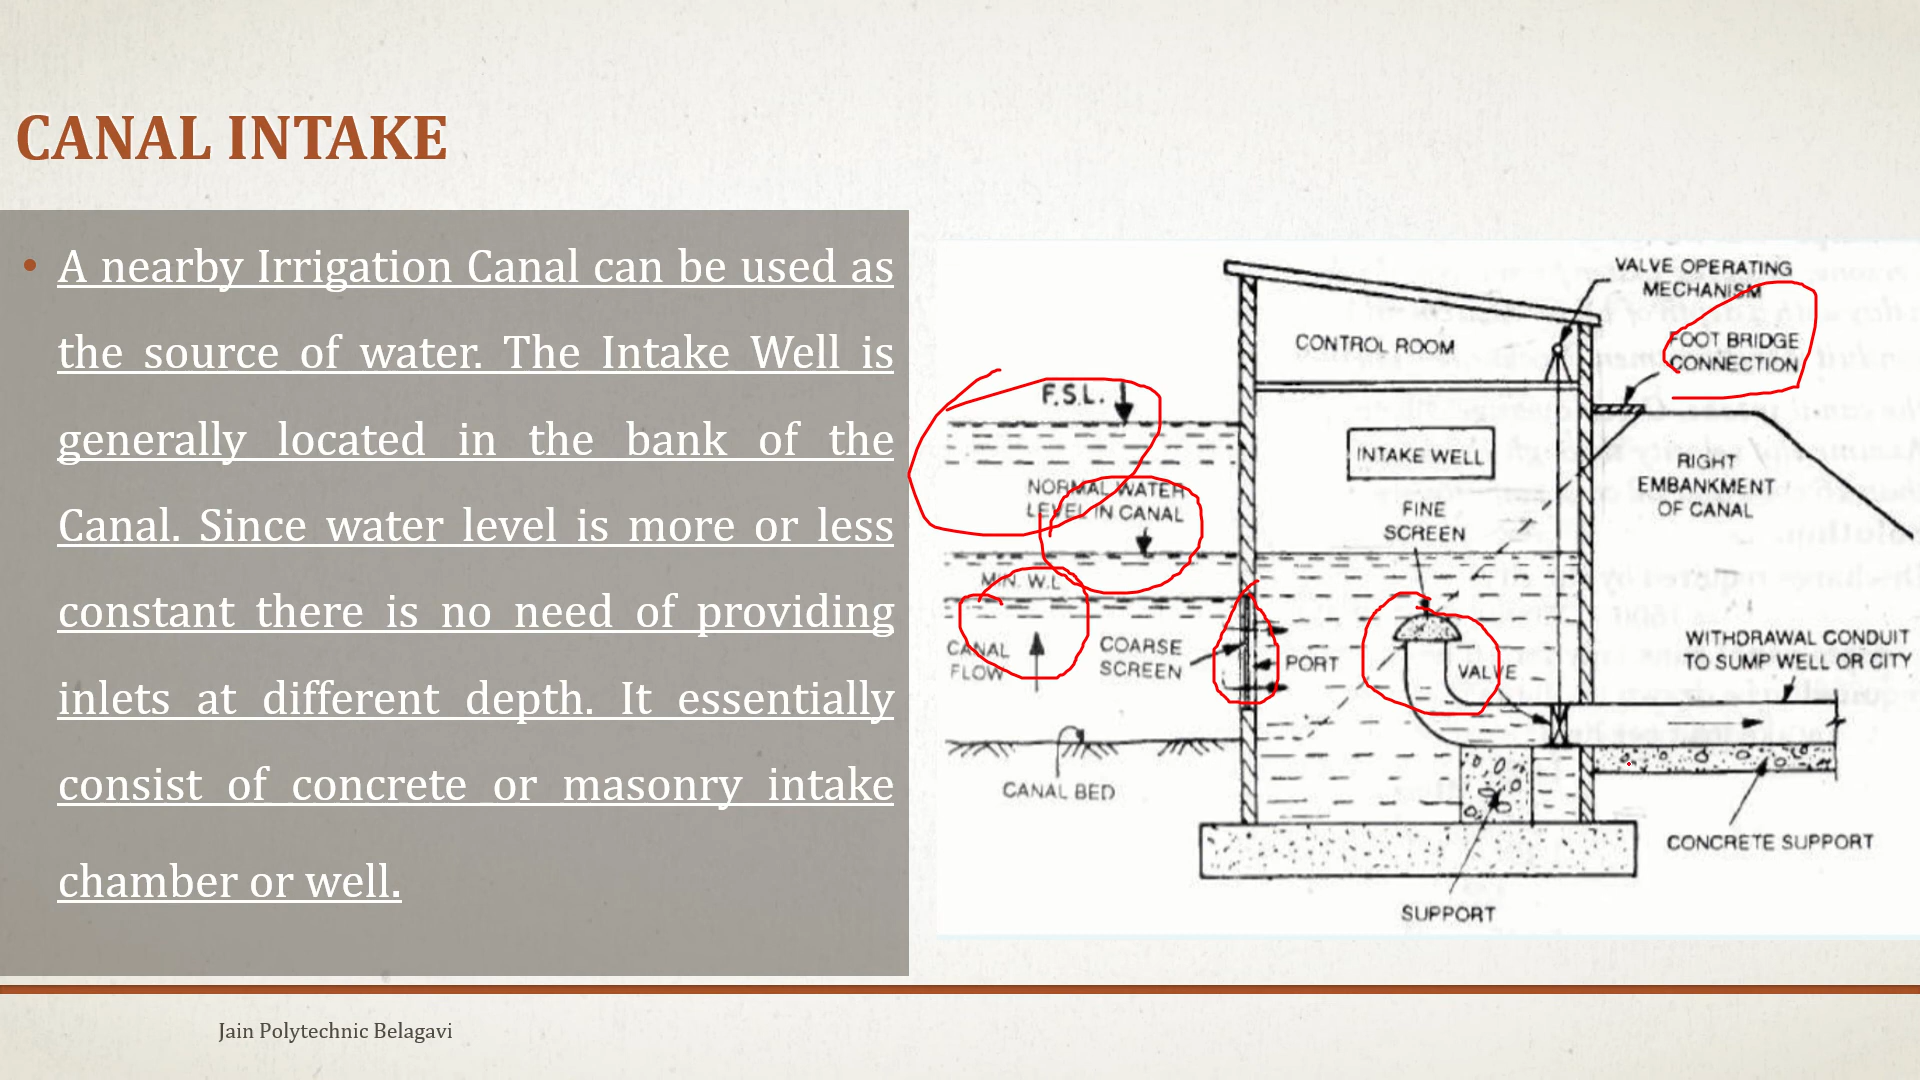 CANAL INTAKE
• A nearby Irrigation Canal can be used as
the source of water. The Intake Well is
generally located in the bank of the
Canal. Since water level is more or less
constant there is no need of providing
inlets at different depth. It essentially
consist of concrete or masonry intake
chamber or well.
VALVE OPERATING
MECHANISM
CONTROL ROOM
FOOT BRIDGE
CONNECTION
F.S.L.
INTAKE WELL
NORMAL WATER
LEVEL IN CANAL
FINE
SCREEN
RIGHT
EMBANKMENT
OF CANAL
MIN. W.L
CANAL
FLOW
COARSE
SCREEN
PORT
VALVE
WITHDRAWAL CONDUIT
TO SUMP WELL OR CITY
CANAL BED
CONCRETE SUPPORT
SUPPORT
Jain Polytechnic Belagavi